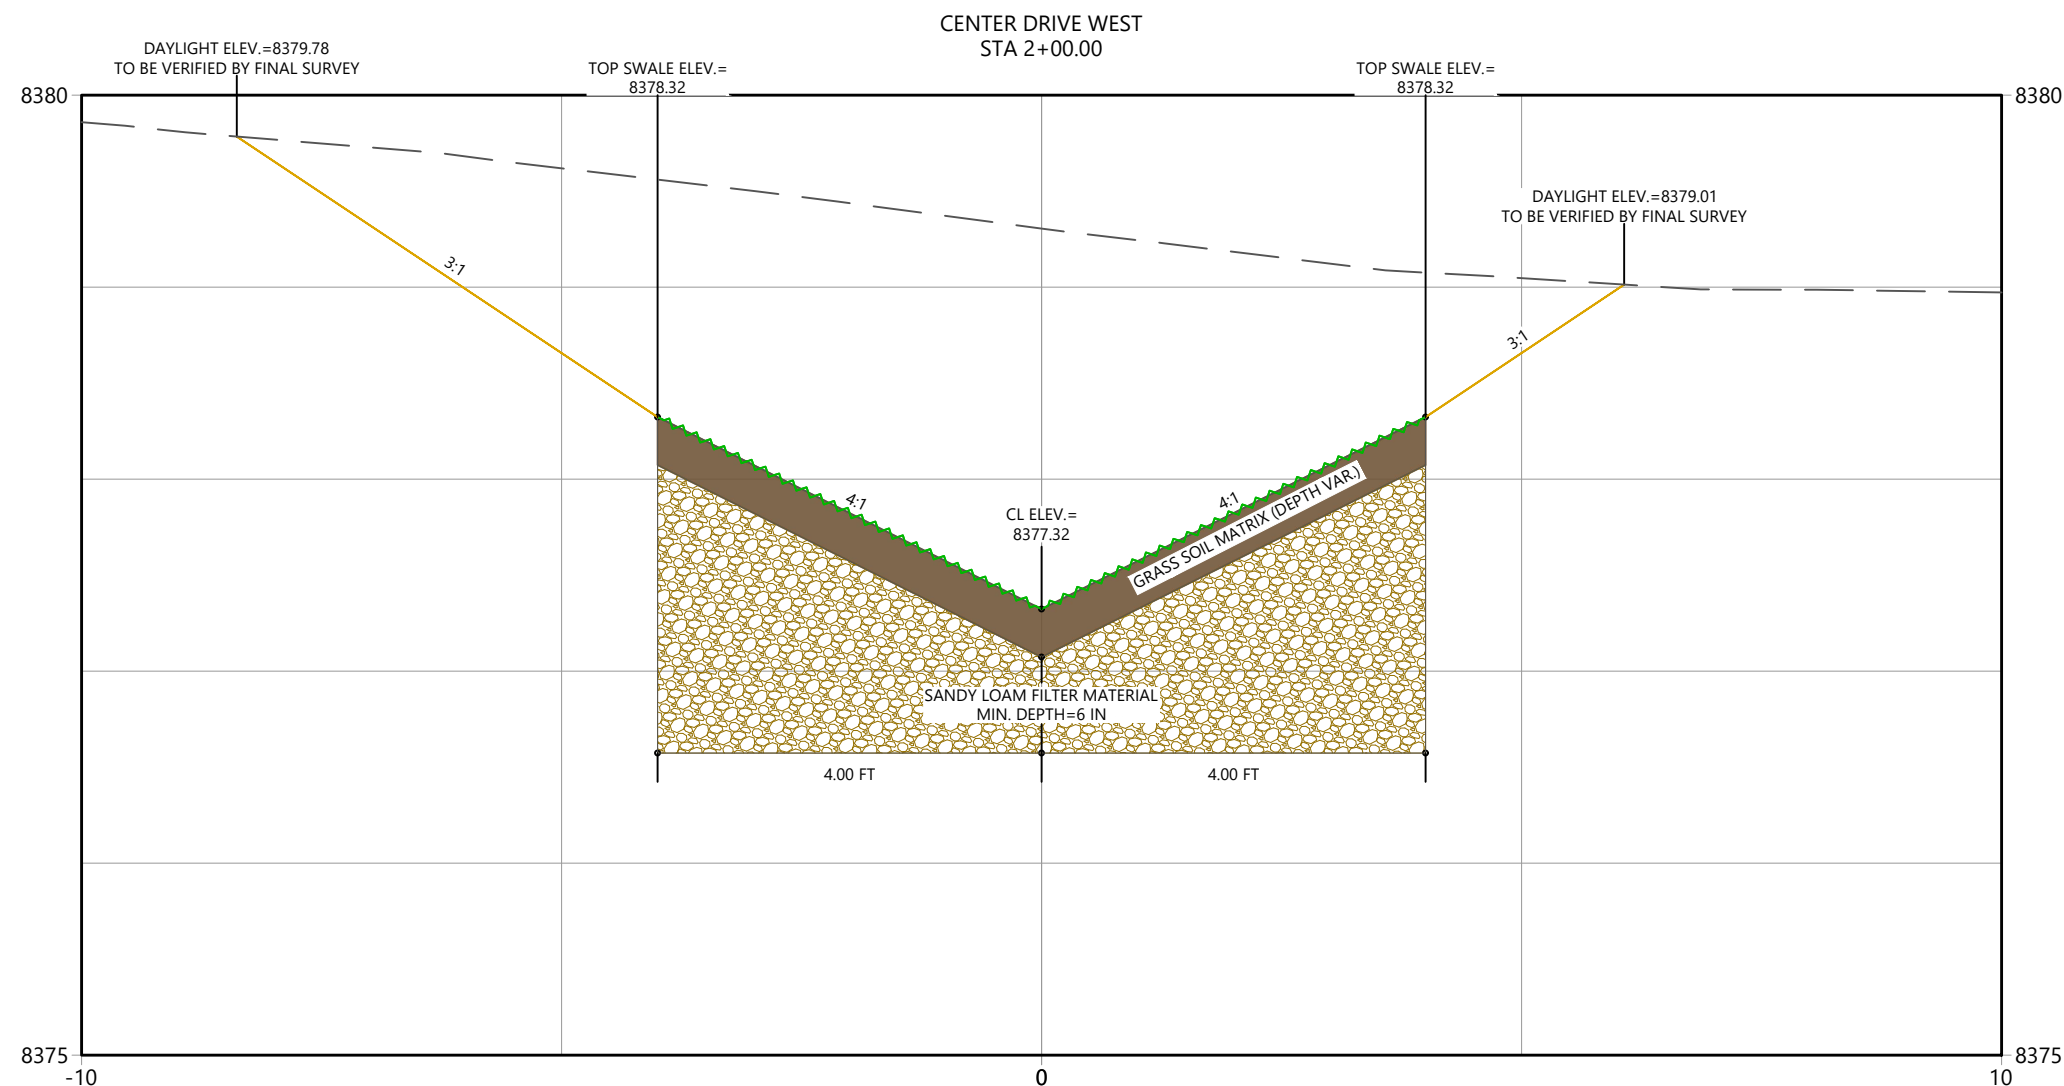 CENTER DRIVE WEST
STA 2+00.00
DAYLIGHT ELEV.=8379.78
TO BE VERIFIED BY FINAL SURVEY
TOP SWALE ELEV.=
8378.32
TOP SWALE ELEV.=
8378.32
8380
8380
DAYLIGHT ELEV.=8379.01
TO BE VERIFIED BY FINAL SURVEY
3:1
3:1
4:1
4:1
GRASS SOIL MATRIX (DEPTH VAR.)
CL ELEV.=
8377.32
SANDY LOAM FILTER MATERIAL
MIN. DEPTH=6 IN
4.00 FT
4.00 FT
8375
8375
-10
0
10